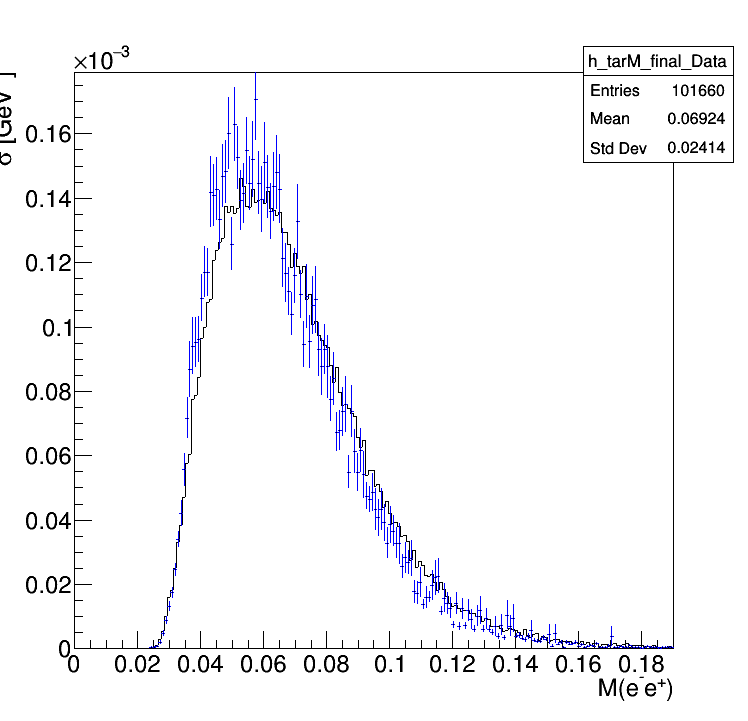 ×10⁻³
h_tarM_final_Data
Entries 101660
Mean 0.06924
Std Dev 0.02414
σ [GeV ]
0.16
0.14
0.12
0.1
0.08
0.06
0.04
0.02
0
0 0.02 0.04 0.06 0.08 0.1 0.12 0.14 0.16 0.18
M(e⁻e⁺)